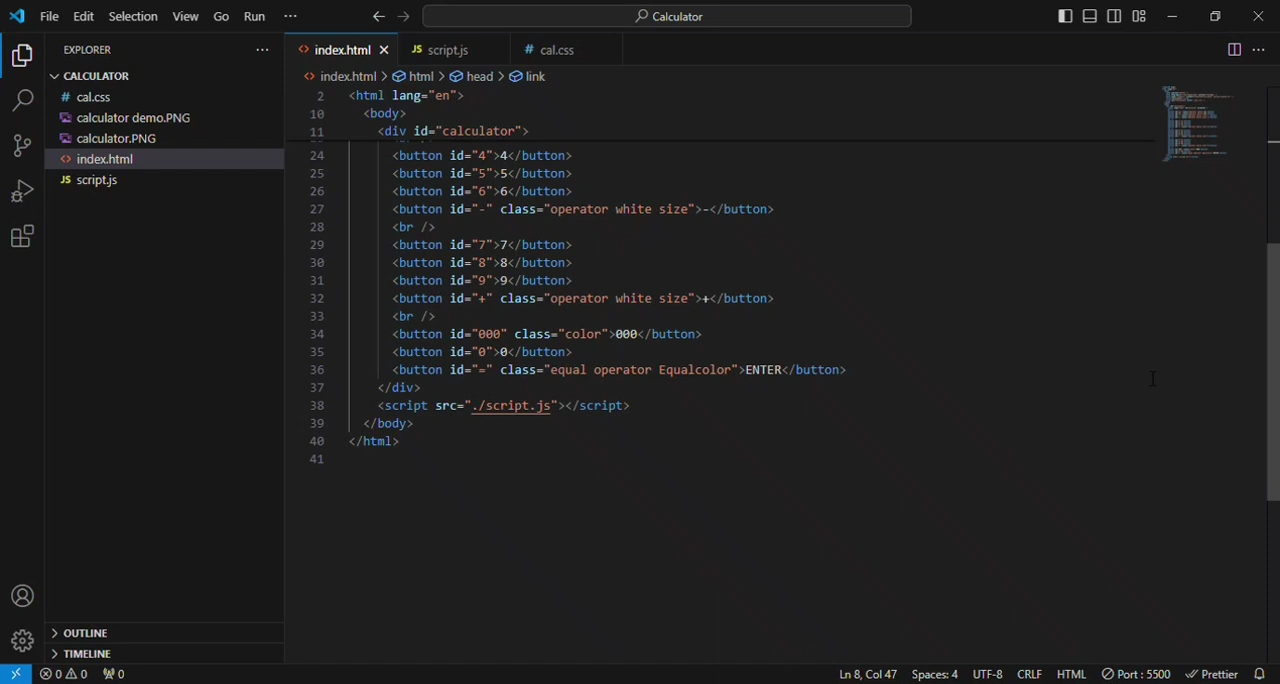 File Edit Selection View Go Run ··· Calculator
EXPLORER ···
CALCULATOR
# cal.css
calculator demo.PNG
calculator.PNG
<> index.html
JS script.js
OUTLINE
TIMELINE
<> index.html JS script.js # cal.css
<> index.html > html > head > link
2 <html lang="en">
10 <body>
11 <div id="calculator">
24 <button id="4">4</button>
25 <button id="5">5</button>
26 <button id="6">6</button>
27 <button id="-" class="operator white size">-</button>
28 <br />
29 <button id="7">7</button>
30 <button id="8">8</button>
31 <button id="9">9</button>
32 <button id="+" class="operator white size">+</button>
33 <br />
34 <button id="000" class="color">000</button>
35 <button id="0">0</button>
36 <button id="=" class="equal operator Equalcolor">ENTER</button>
37 </div>
38 <script src="./script.js"></script>
39 </body>
40 </html>
41
0 0 0 Ln 8, Col 47 Spaces: 4 UTF-8 CRLF HTML Port : 5500 Prettier